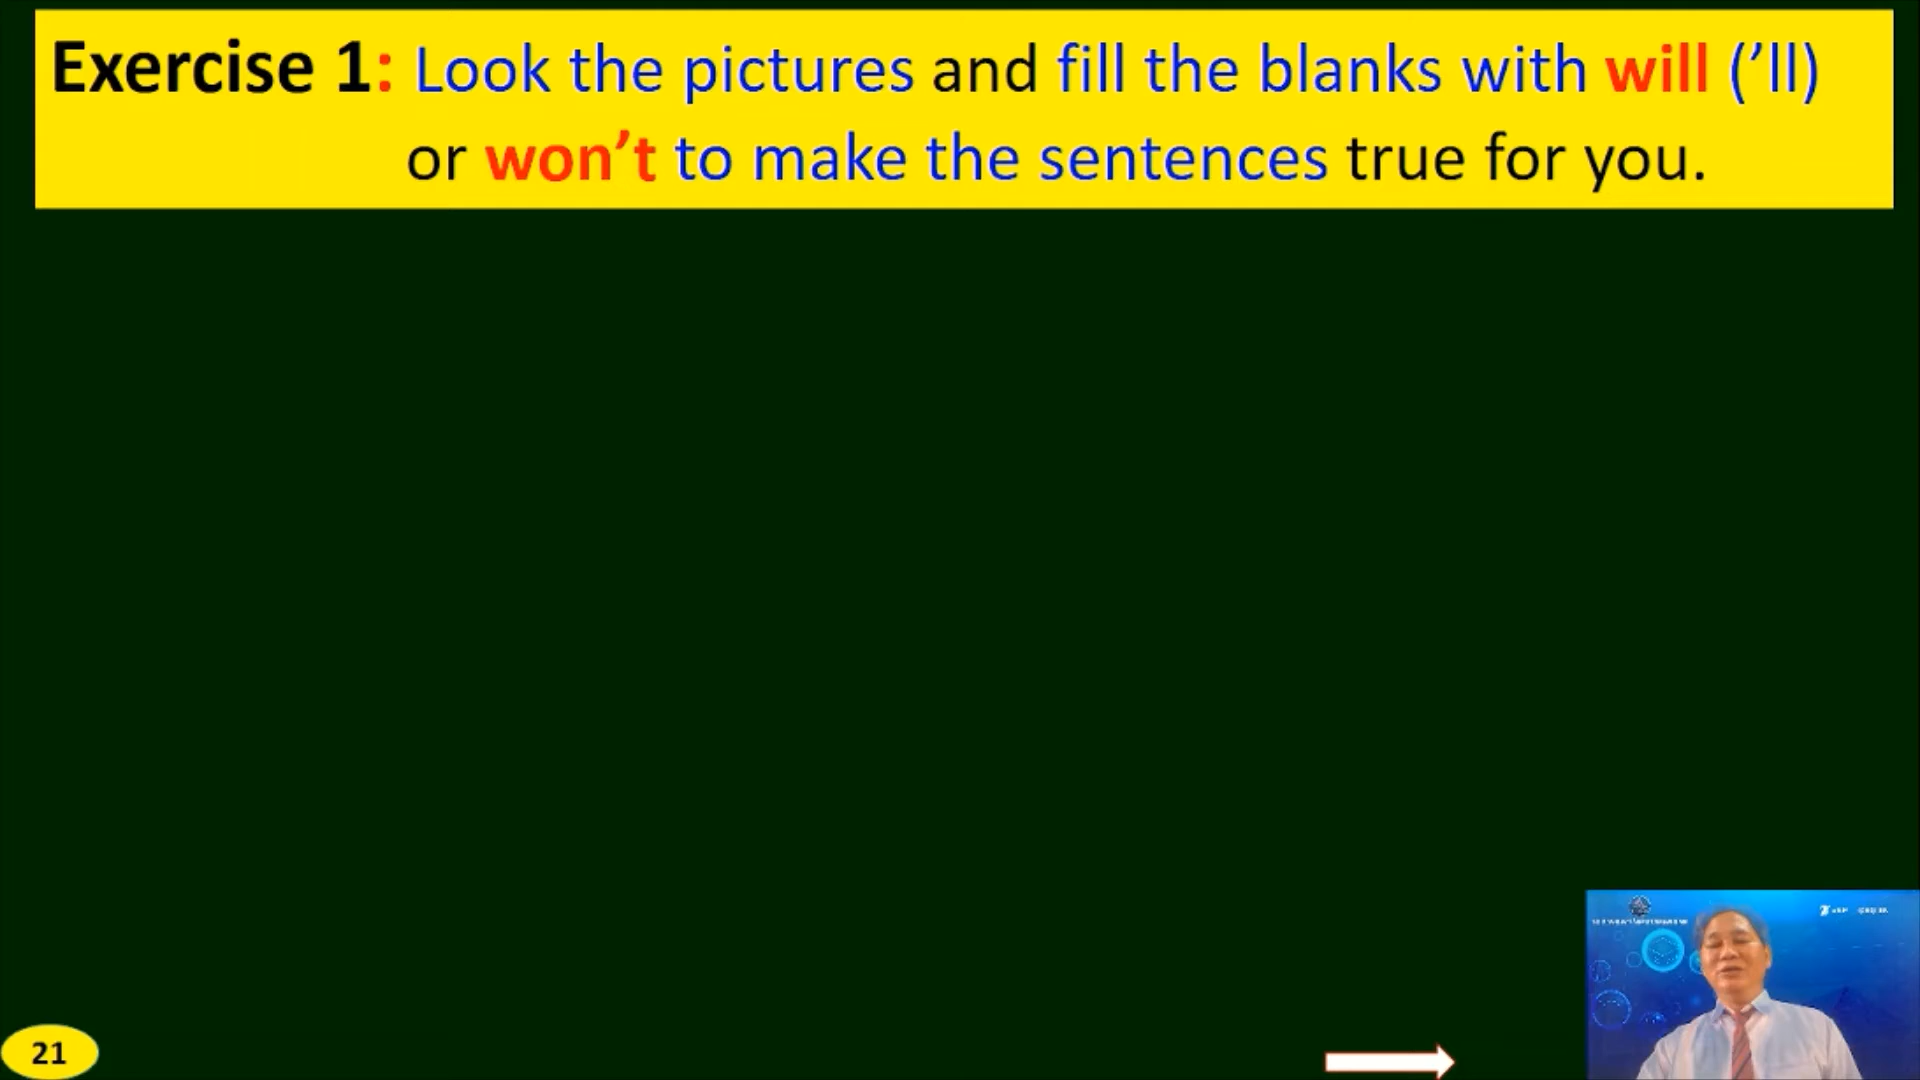 Exercise 1: Look the pictures and fill the blanks with will (’ll)
or won’t to make the sentences true for you.
21